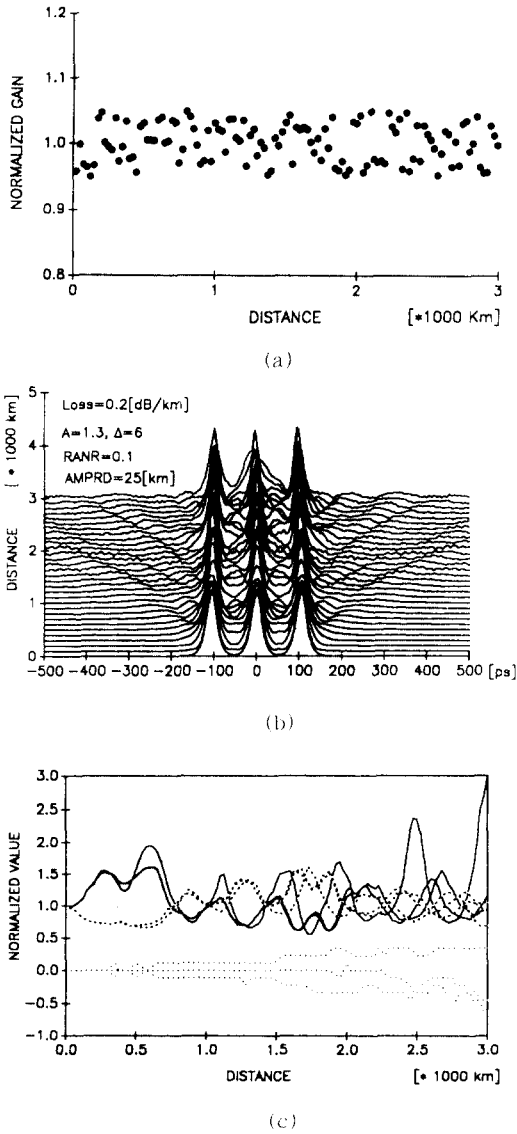 1.2
1.1
1.0
0.9
0.8
NORMALIZED GAIN
0
1
2
3
DISTANCE
[*1000 Km]
(a)
5
4
3
2
1
0
DISTANCE [ * 1000 km]
Loss=0.2[dB/km]
A=1.3, Δ=6
RANR=0.1
AMPRD=25[km]
-500 -400 -300 -200 -100 0 100 200 300 400 500 [ps]
(b)
3.0
2.5
2.0
1.5
1.0
0.5
0.0
-0.5
-1.0
NORMALIZED VALUE
0.0 0.5 1.0 1.5 2.0 2.5 3.0
DISTANCE
[* 1000 km]
(c)